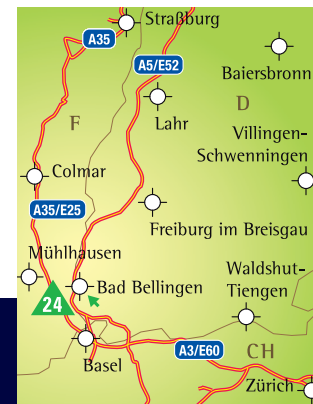 Straßburg
A35
A5/E52
Baiersbronn
F
Lahr
D
Villingen-
Schwenningen
Colmar
A35/E25
Freiburg im Breisgau
Mühlhausen
Waldshut-
Tiengen
Bad Bellingen
24
Basel
A3/E60
CH
Zürich